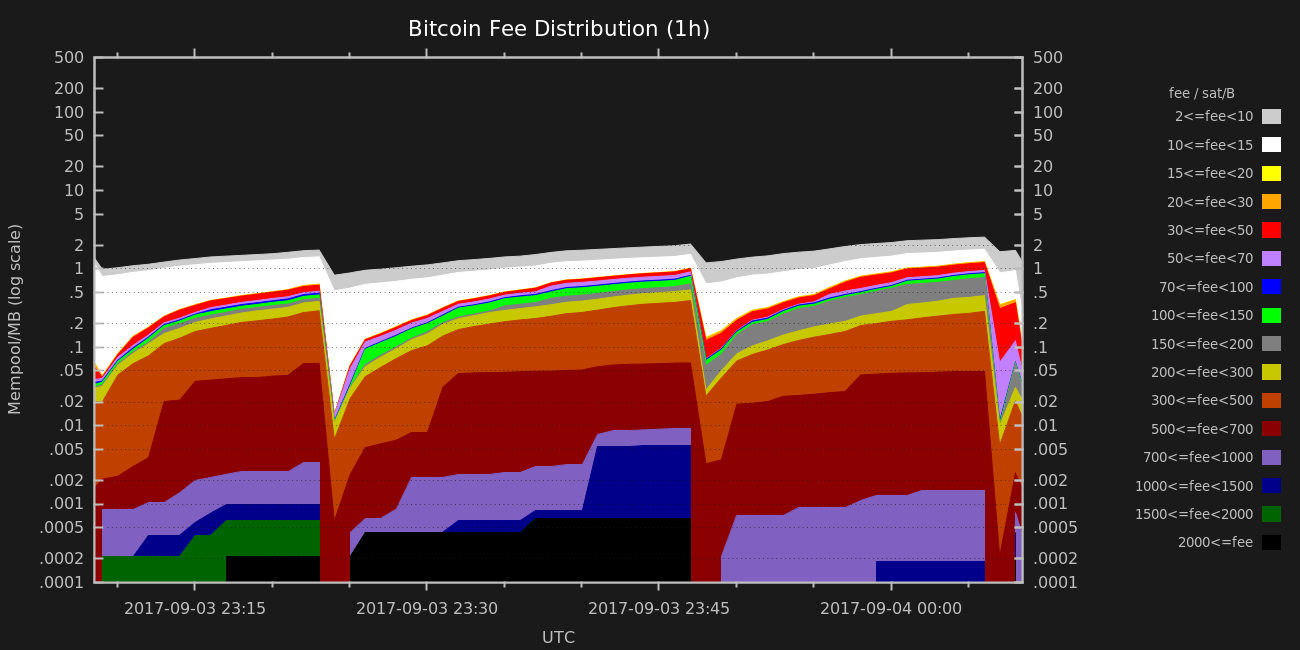 Bitcoin Fee Distribution (1h)
Mempool/MB (log scale)
500
200
100
50
20
10
5
2
1
.5
.2
.1
.05
.02
.01
.005
.002
.001
.0005
.0002
.0001
500
200
100
50
20
10
5
2
1
.5
.2
.1
.05
.02
.01
.005
.002
.001
.0005
.0002
.0001
2017-09-03 23:15
2017-09-03 23:30
2017-09-03 23:45
2017-09-04 00:00
UTC
fee / sat/B
2<=fee<10
10<=fee<15
15<=fee<20
20<=fee<30
30<=fee<50
50<=fee<70
70<=fee<100
100<=fee<150
150<=fee<200
200<=fee<300
300<=fee<500
500<=fee<700
700<=fee<1000
1000<=fee<1500
1500<=fee<2000
2000<=fee